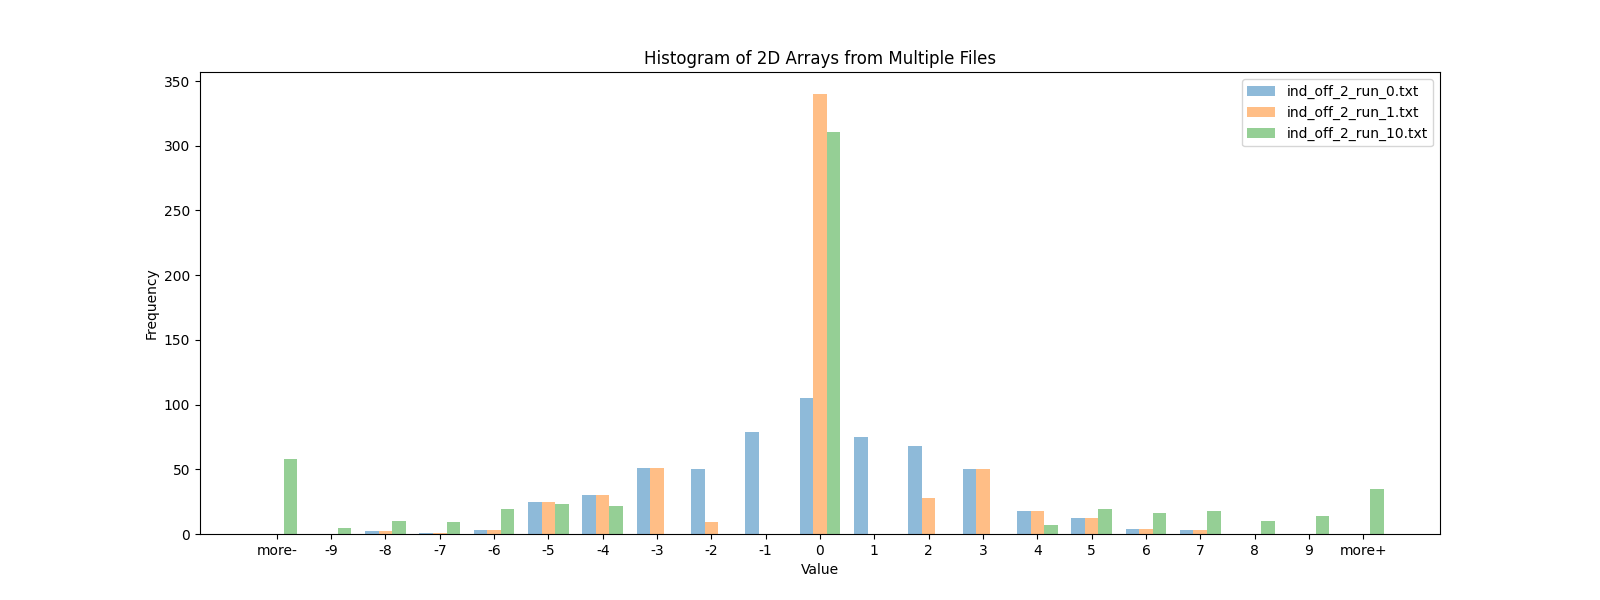 Histogram of 2D Arrays from Multiple Files
350
300
250
200
150
100
50
0
Frequency
ind_off_2_run_0.txt
ind_off_2_run_1.txt
ind_off_2_run_10.txt
more- -9 -8 -7 -6 -5 -4 -3 -2 -1 0 1 2 3 4 5 6 7 8 9 more+
Value